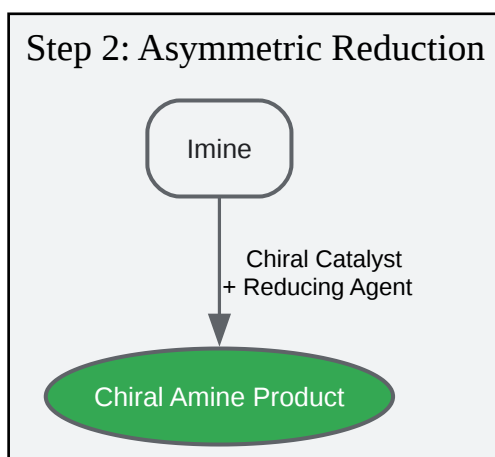 Step 2: Asymmetric Reduction
Imine
Chiral Catalyst
+ Reducing Agent
Chiral Amine Product